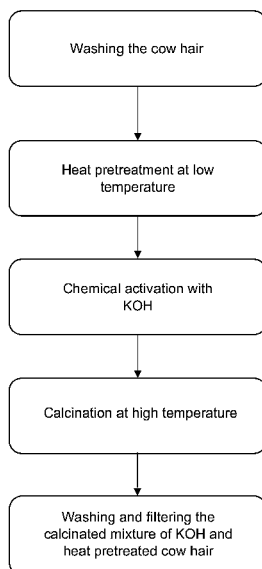 Washing the cow hair
Heat pretreatment at low
temperature
Chemical activation with
KOH
Calcination at high temperature
Washing and filtering the
calcinated mixture of KOH and
heat pretreated cow hair